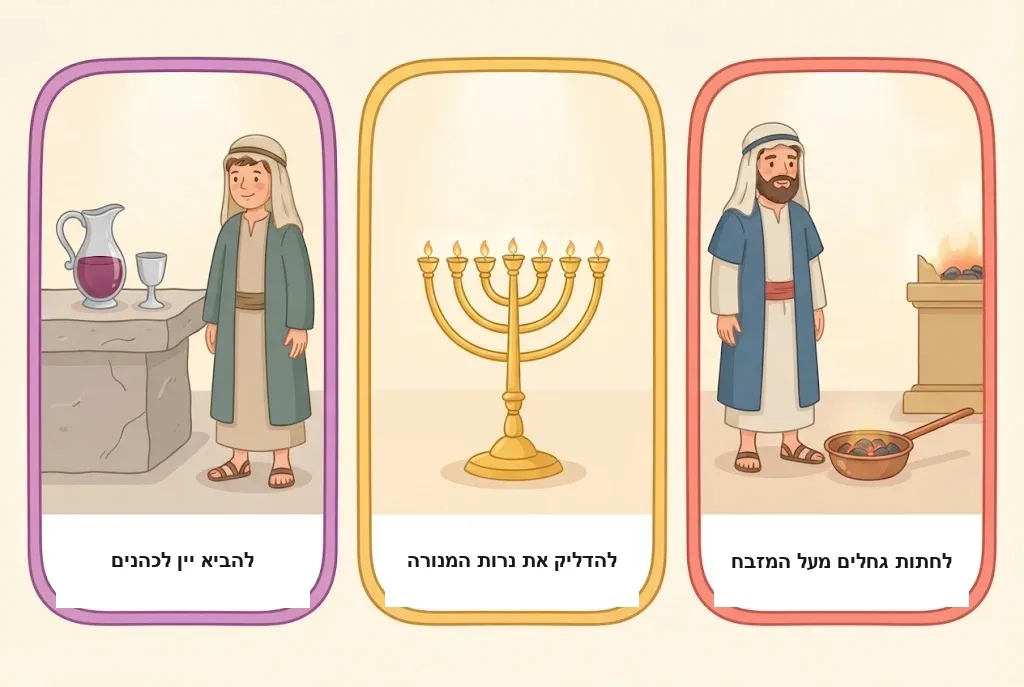 לחתות גחלים מעל המזבח
להדליק את נרות המנורה
להביא יין לכהנים